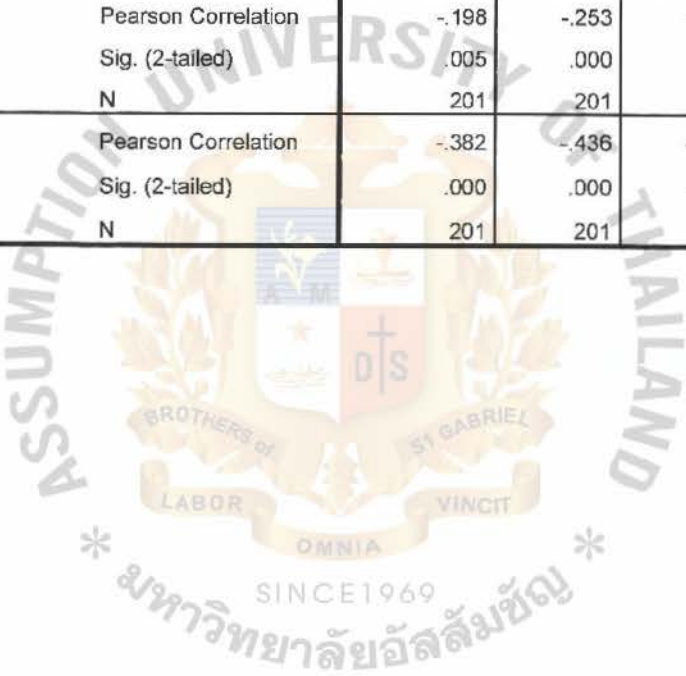 Pearson Correlation -.198 -.253
Sig. (2-tailed) .005 .000
N 201 201
Pearson Correlation -.382 -.436
Sig. (2-tailed) .000 .000
N 201 201
ASSUMPTION UNIVERSITY OF THAILAND
A M
D S
BROTHERS of ST GABRIEL
LABOR VINCIT
OMNIA
SINCE1969
* มหาวิทยาลัยอัสสัมชัญ *